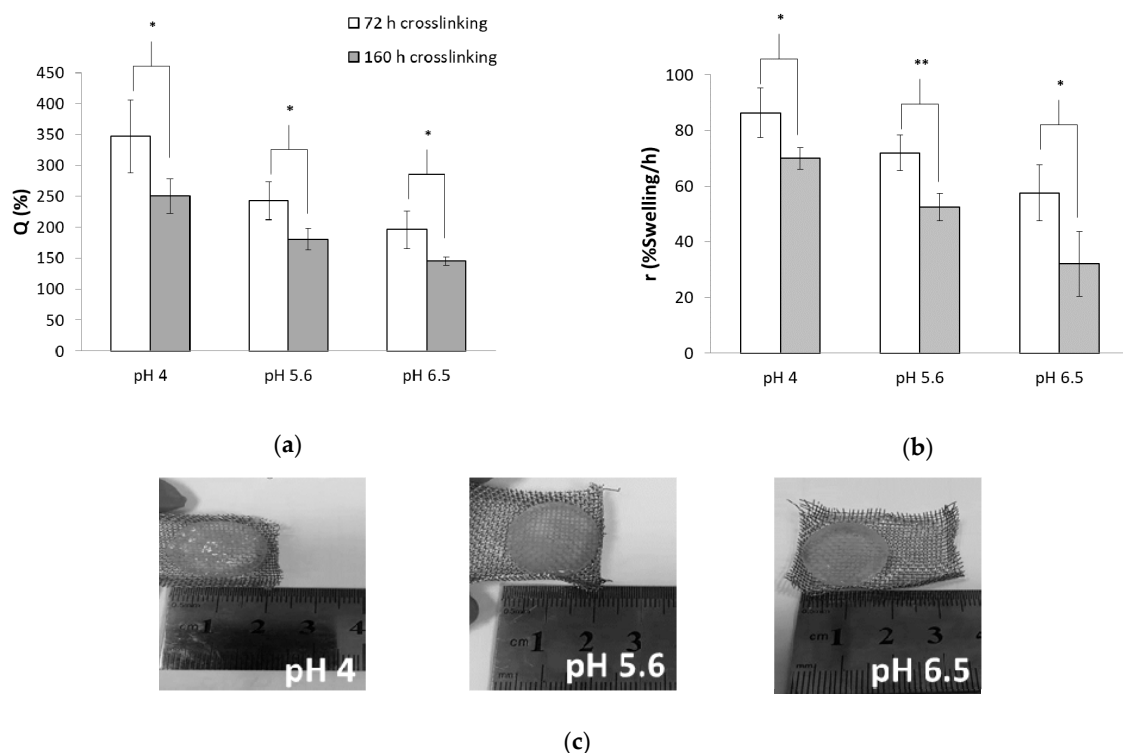 *
72 h crosslinking
160 h crosslinking
*
*
Q (%)
450
400
350
300
250
200
150
100
50
0
pH 4
pH 5.6
pH 6.5
(a)
*
**
*
r (%Swelling/h)
100
80
60
40
20
0
pH 4
pH 5.6
pH 6.5
(b)
cm 1 2 3 4
pH 4
cm 1 2 3
mm
pH 5.6
cm 1 2 3 4
mm
pH 6.5
(c)